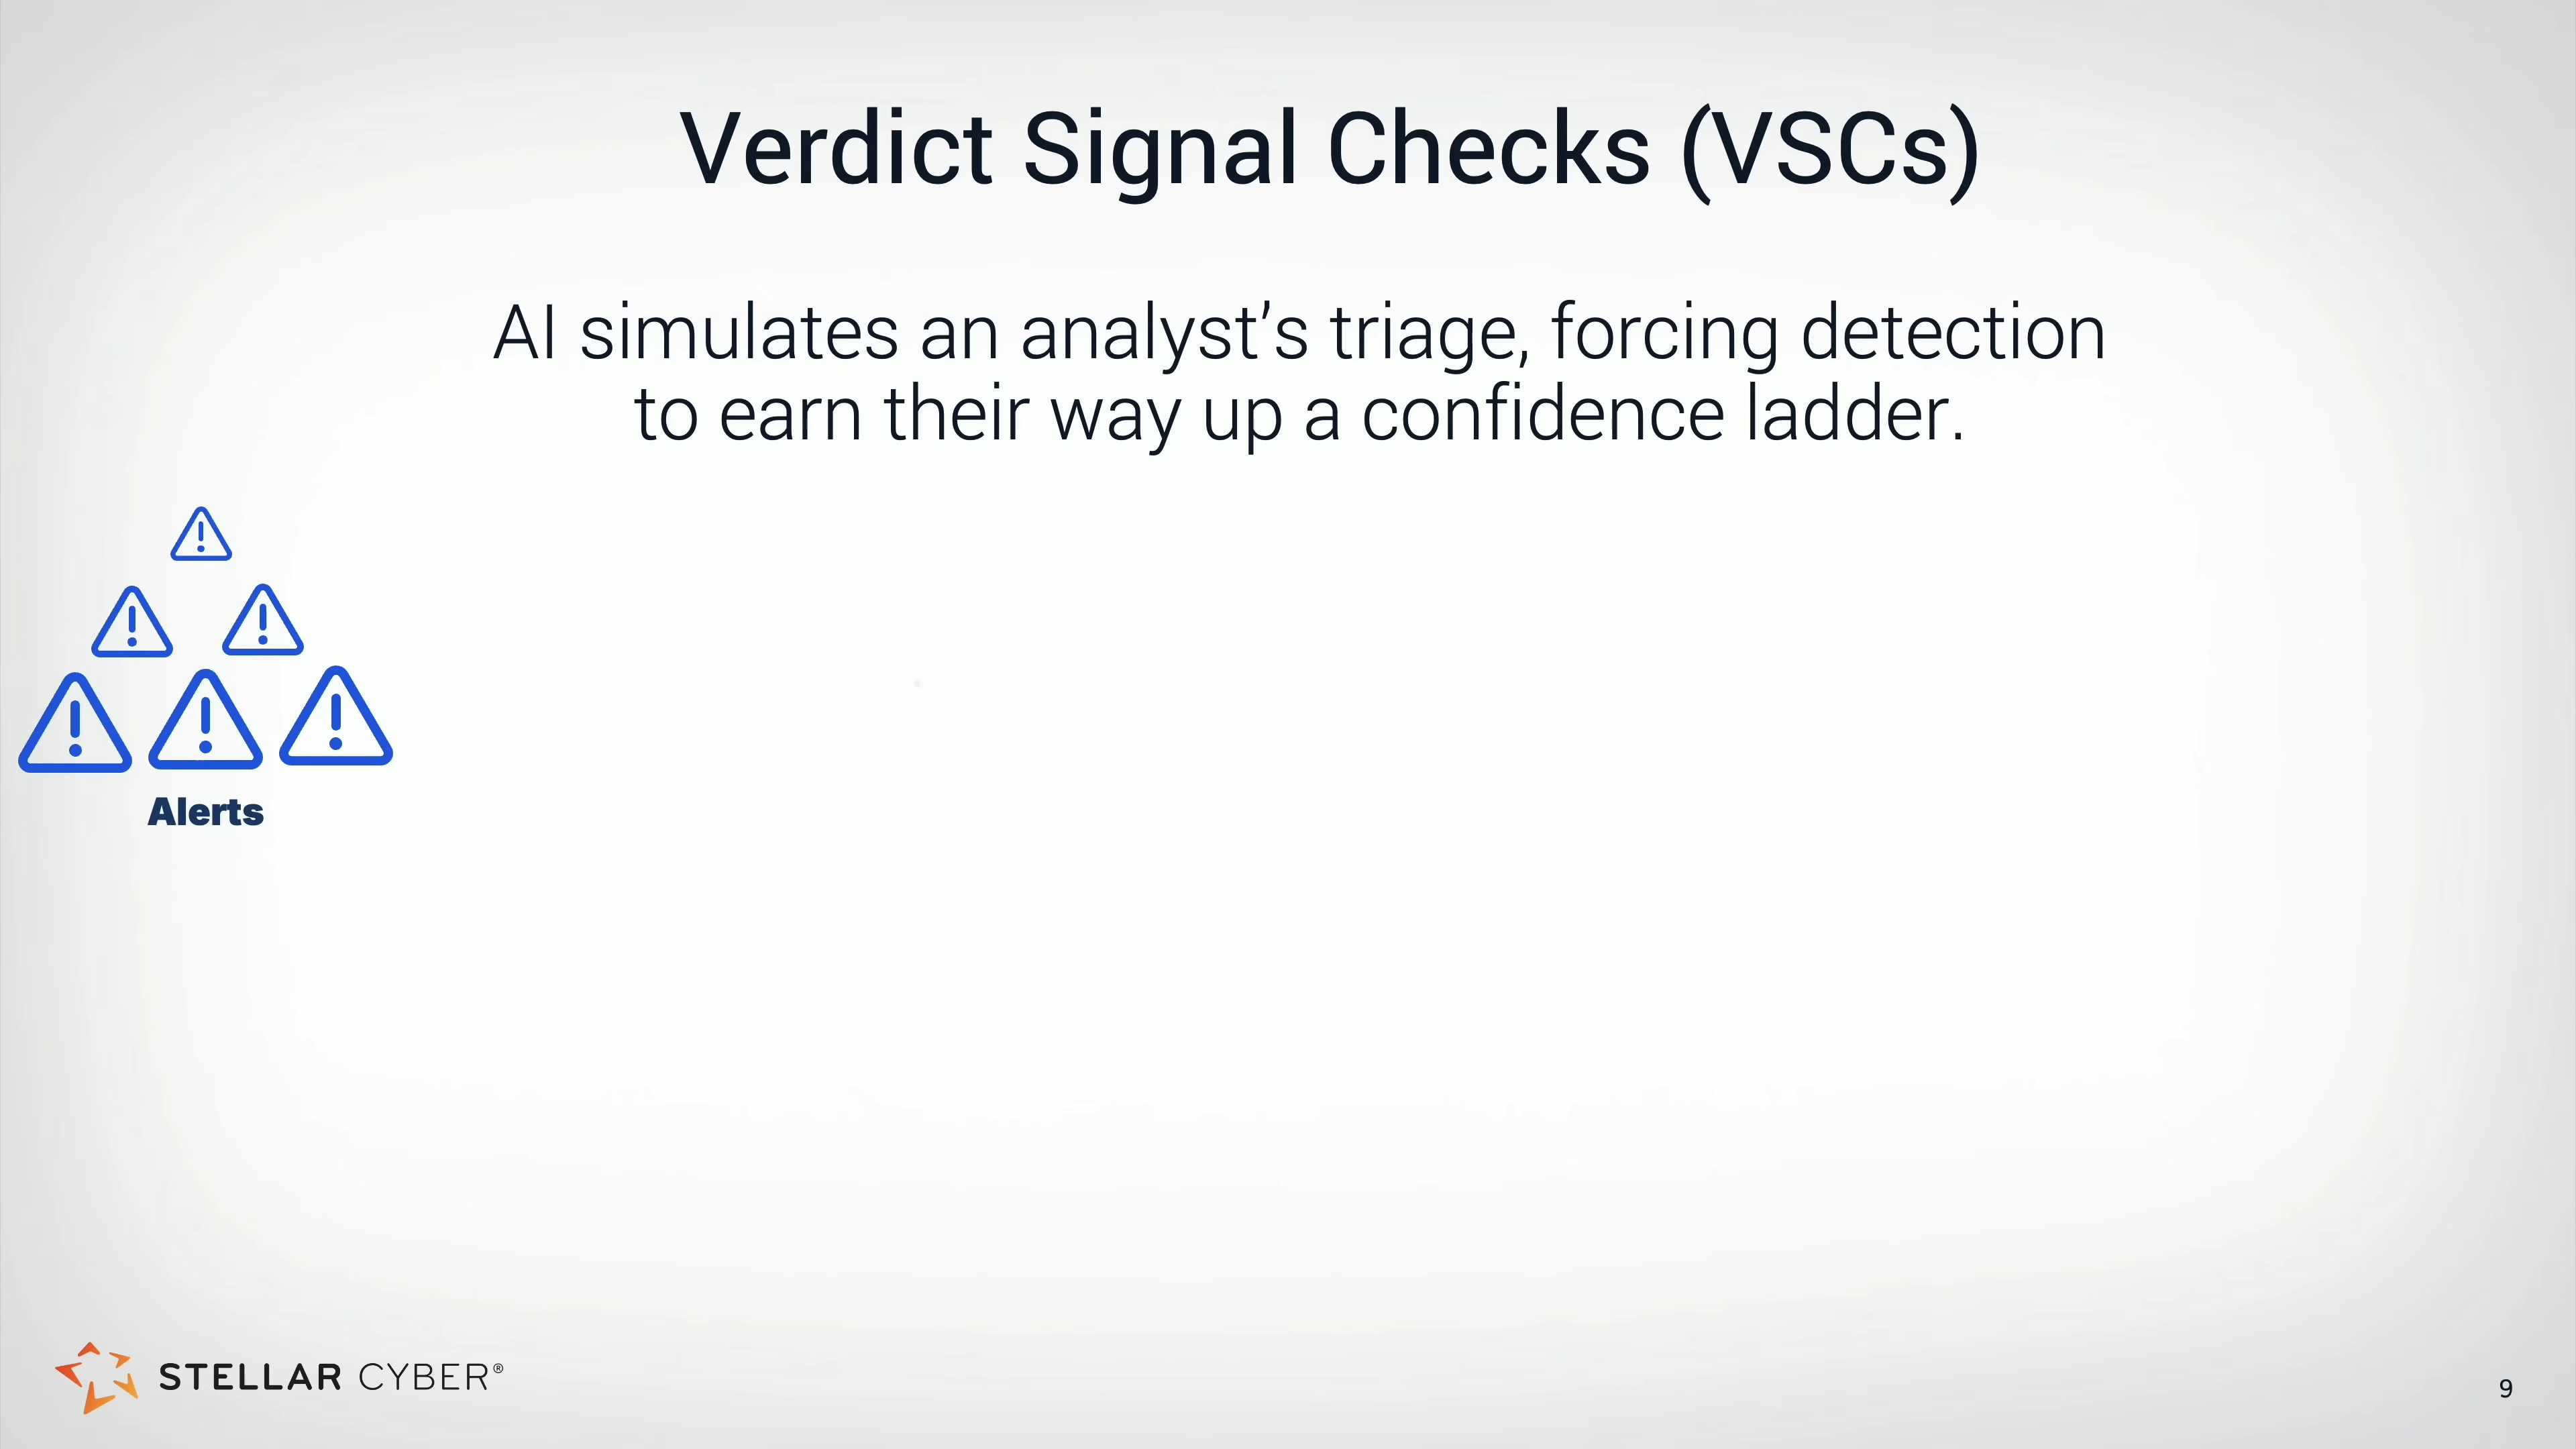 Verdict Signal Checks (VSCs)
AI simulates an analyst’s triage, forcing detection
to earn their way up a confidence ladder.
Alerts
STELLAR CYBER®
9